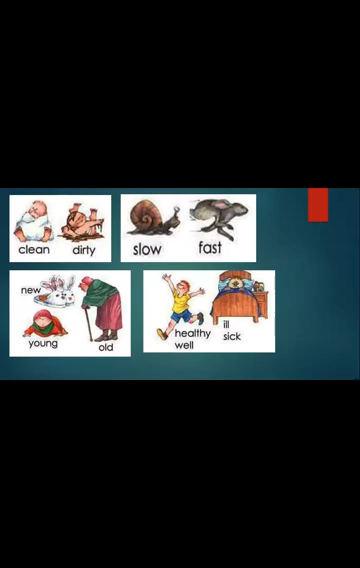 clean dirty
slow fast
new
young old
healthy
well
ill
sick